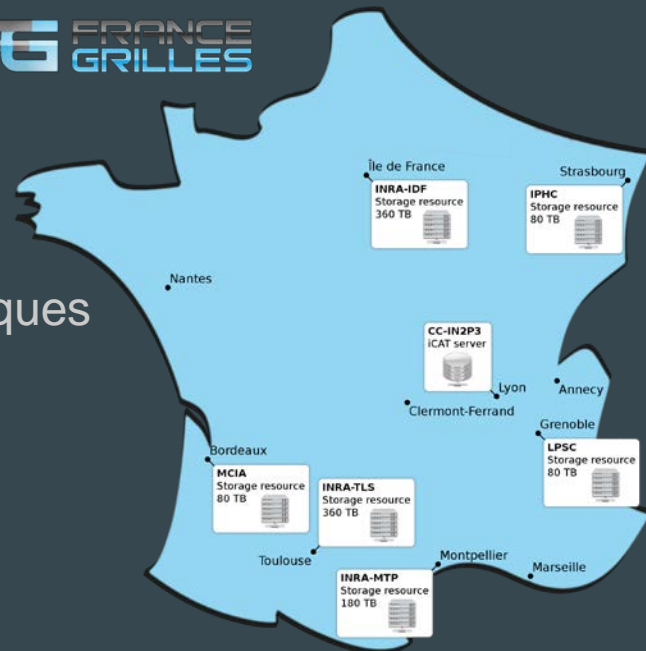 FRANCE
GRILLES
Île de France
INRA-IDF
Storage resource
360 TB
Strasbourg
IPHC
Storage resource
80 TB
Nantes
ques
CC-IN2P3
iCAT server
Lyon
Annecy
Clermont-Ferrand
Grenoble
LPSC
Storage resource
80 TB
Bordeaux
MCIA
Storage resource
80 TB
INRA-TLS
Storage resource
360 TB
Toulouse
Montpellier
INRA-MTP
Storage resource
180 TB
Marseille